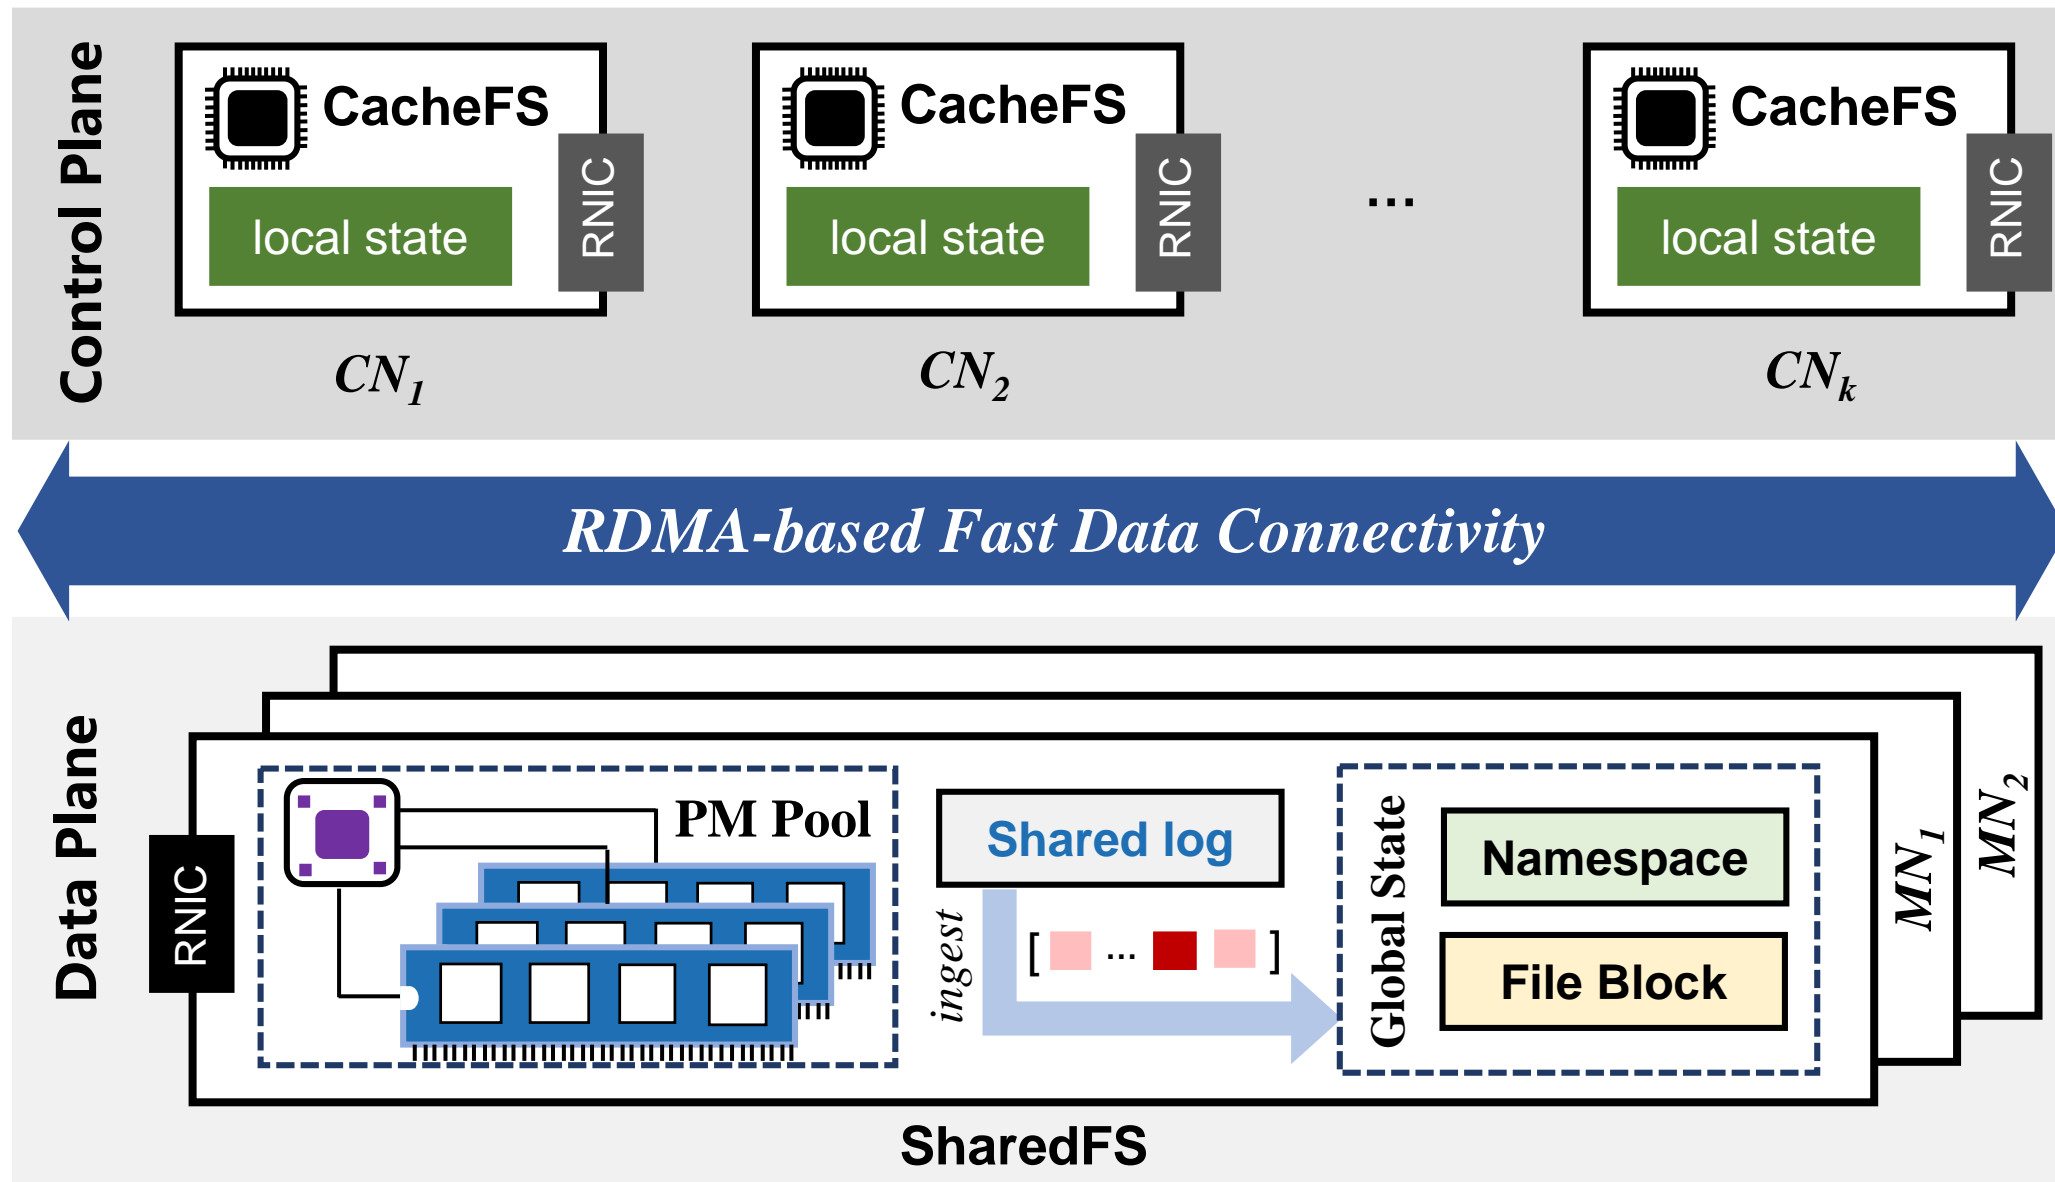 Control Plane
CacheFS
local state
RNIC
CN1
CacheFS
local state
RNIC
CN2
...
CacheFS
local state
RNIC
CNk
RDMA-based Fast Data Connectivity
Data Plane
RNIC
PM Pool
Shared log
ingest
[ ... ]
Global State
Namespace
File Block
MN1
MN2
SharedFS